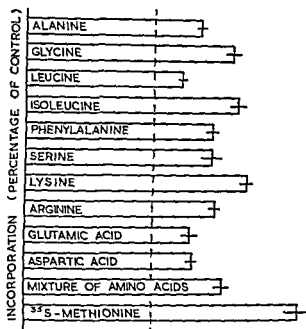 INCORPORATION (PERCENTAGE OF CONTROL)
ALANINE
GLYCINE
LEUCINE
ISOLEUCINE
PHENYLALANINE
SERINE
LYSINE
ARGININE
GLUTAMIC ACID
ASPARTIC ACID
MIXTURE OF AMINO ACIDS
³⁵S-METHIONINE